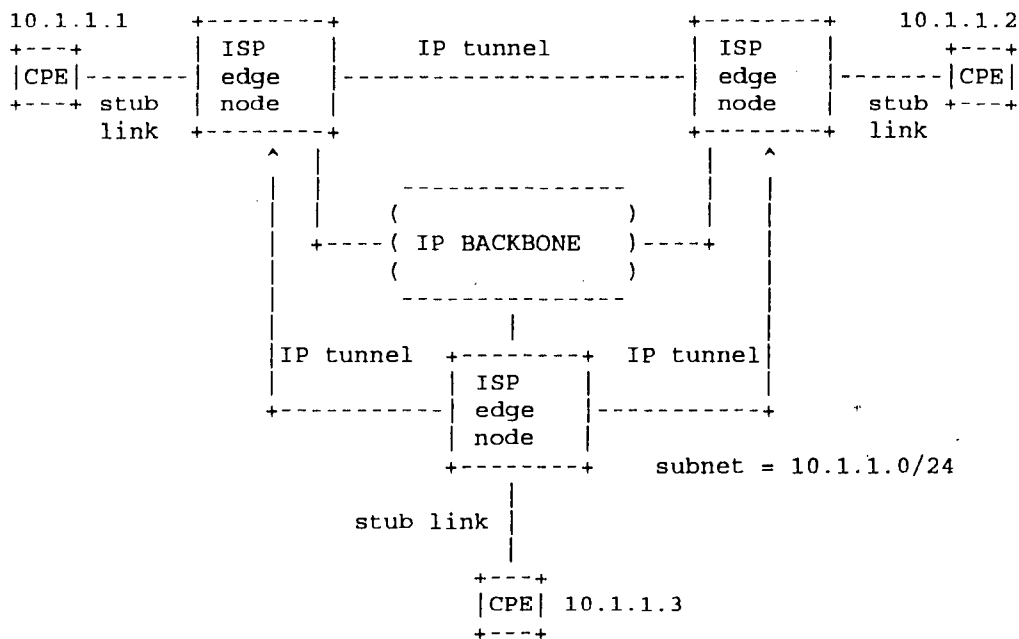 10.1.1.1 10.1.1.2
ISP IP tunnel ISP
CPE edge edge CPE
stub node node stub
link link
IP BACKBONE
IP tunnel IP tunnel
ISP
edge
node
subnet = 10.1.1.0/24
stub link
CPE 10.1.1.3